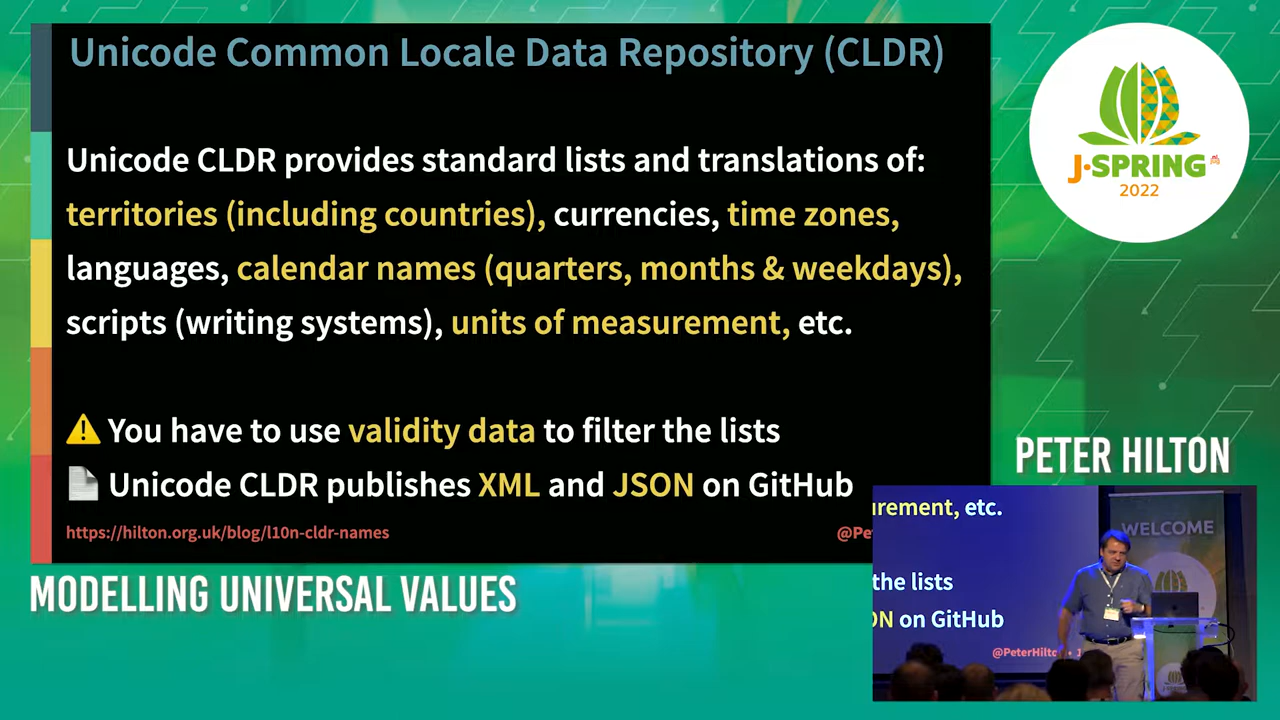 Unicode Common Locale Data Repository (CLDR)
Unicode CLDR provides standard lists and translations of:
territories (including countries), currencies, time zones,
languages, calendar names (quarters, months & weekdays),
scripts (writing systems), units of measurement, etc.
⚠️ You have to use validity data to filter the lists
📄 Unicode CLDR publishes XML and JSON on GitHub
https://hilton.org.uk/blog/l10n-cldr-names
@Pe
J·SPRING
2022
PETER HILTON
urement, etc.
the lists
ON on GitHub
@PeterHilto
WELCOME
J·SPRING
MODELLING UNIVERSAL VALUES